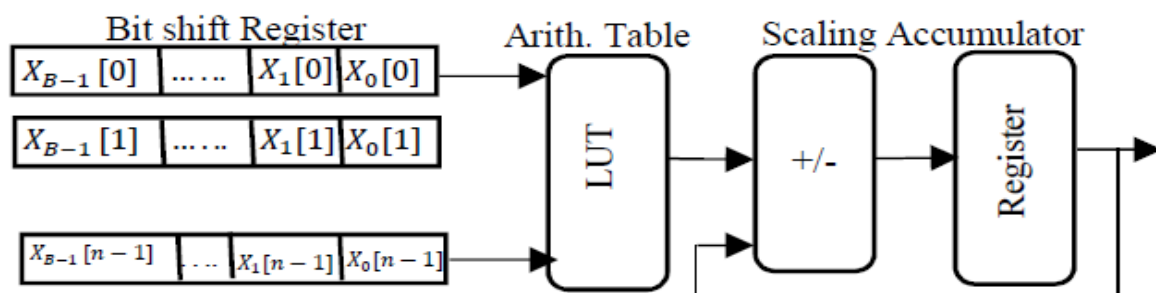 Bit shift Register Arith. Table Scaling Accumulator
X_{B-1}[0] ...... X_1[0] X_0[0]
X_{B-1}[1] ...... X_1[1] X_0[1]
LUT +/- Register
X_{B-1}[n-1] .... X_1[n-1] X_0[n-1]